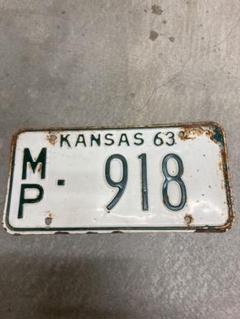 KANSAS 63
MP · 918